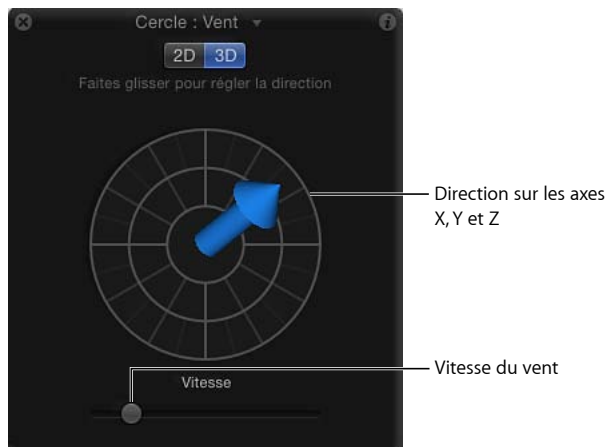 Cercle : Vent
2D 3D
Faites glisser pour régler la direction
Direction sur les axes
X, Y et Z
Vitesse du vent
Vitesse